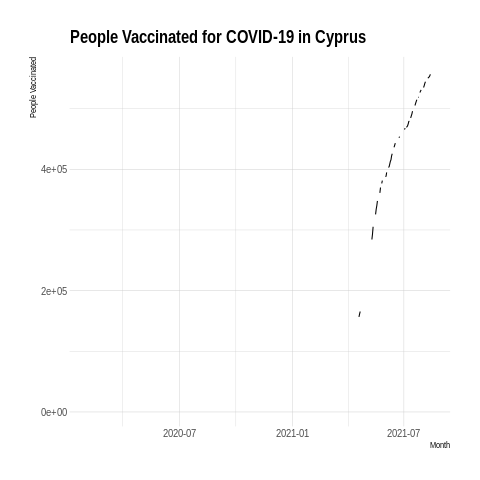 People Vaccinated for COVID-19 in Cyprus
People Vaccinated
4e+05
2e+05
0e+00
2020-07
2021-01
2021-07
Month